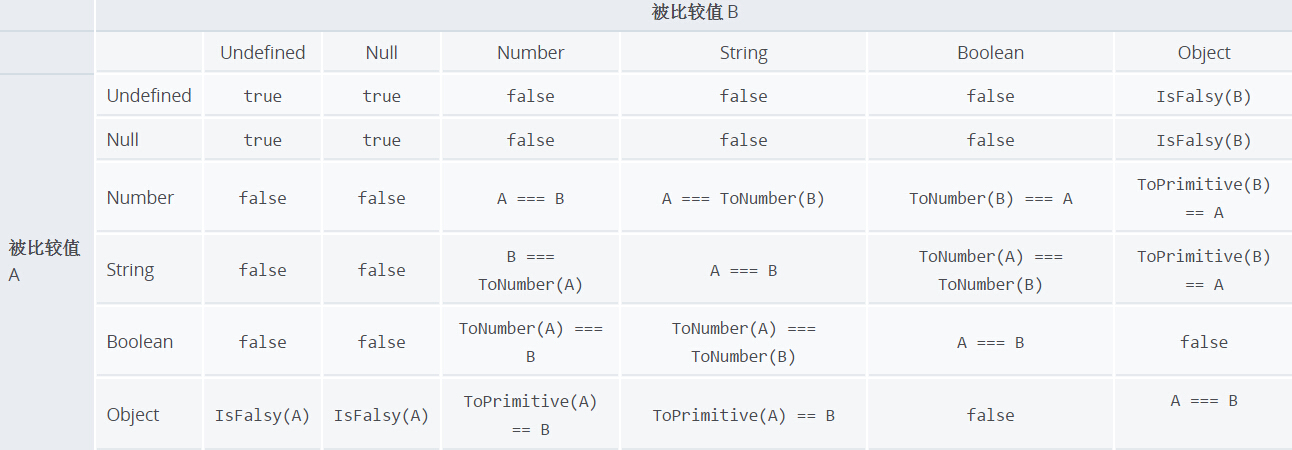 被比较值 B
Undefined Null Number String Boolean Object
Undefined true true false false false IsFalsy(B)
Null true true false false false IsFalsy(B)
Number false false A === B A === ToNumber(B) ToNumber(B) === A ToPrimitive(B)
== A
被比较值
A
String false false B ===
ToNumber(A) A === B ToNumber(A) ===
ToNumber(B) ToPrimitive(B)
== A
Boolean false false ToNumber(A) ===
B ToNumber(A) ===
ToNumber(B) A === B false
Object IsFalsy(A) IsFalsy(A) ToPrimitive(A)
== B ToPrimitive(A) == B false A === B